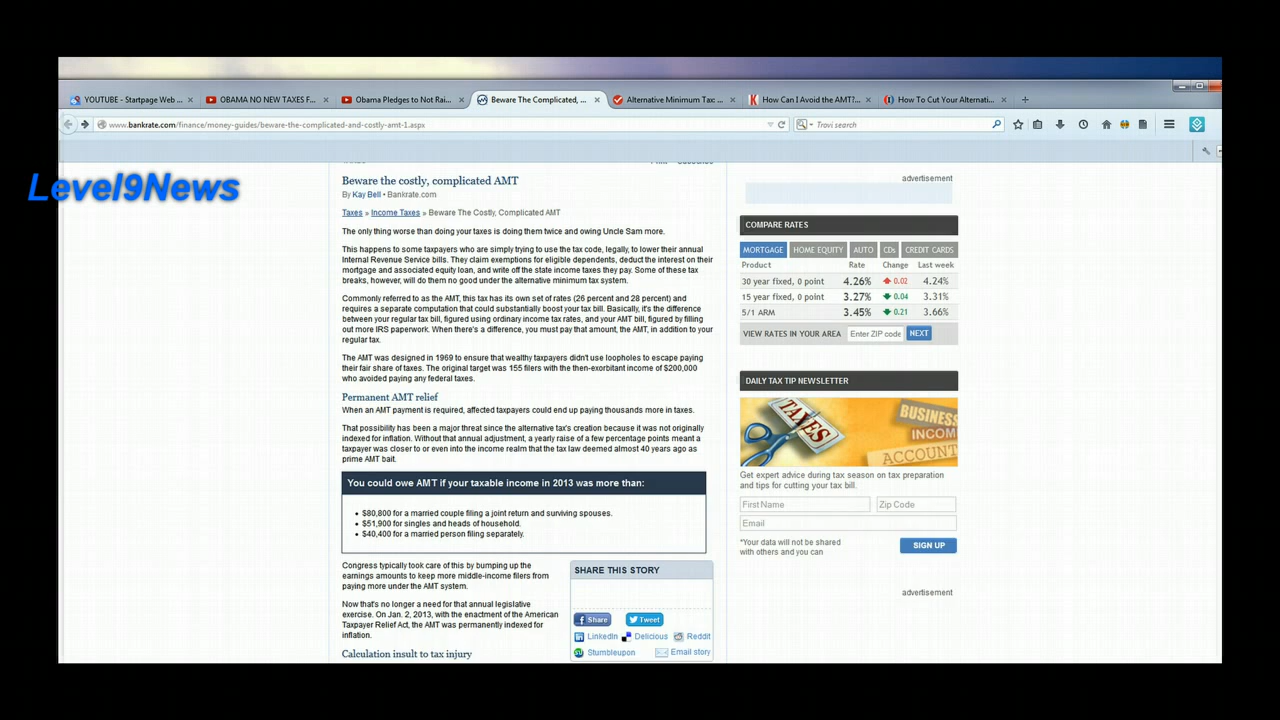 YOUTUBE - Startpage Web ...
OBAMA NO NEW TAXES F...
Obama Pledges to Not Rai...
Beware The Complicated, ...
Alternative Minimum Tax: ...
How Can I Avoid the AMT?...
How To Cut Your Alternati...
www.bankrate.com/finance/money-guides/beware-the-complicated-and-costly-amt-1.aspx
Trovi search
Level9News
Beware the costly, complicated AMT
By Kay Bell • Bankrate.com
Taxes » Income Taxes » Beware The Costly, Complicated AMT
The only thing worse than doing your taxes is doing them twice and owing Uncle Sam more.
This happens to some taxpayers who are simply trying to use the tax code, legally, to lower their annual
Internal Revenue Service bills. They claim exemptions for eligible dependents, deduct the interest on their
mortgage and associated equity loan, and write off the state income taxes they pay. Some of these tax
breaks, however, will do them no good under the alternative minimum tax system.
Commonly referred to as the AMT, this tax has its own set of rates (26 percent and 28 percent) and
requires a separate computation that could substantially boost your tax bill. Basically, it's the difference
between your regular tax bill, figured using ordinary income tax rates, and your AMT bill, figured by filling
out more IRS paperwork. When there's a difference, you must pay that amount, the AMT, in addition to your
regular tax.
The AMT was designed in 1969 to ensure that wealthy taxpayers didn't use loopholes to escape paying
their fair share of taxes. The original target was 155 filers with the then-exorbitant income of $200,000
who avoided paying any federal taxes.
Permanent AMT relief
When an AMT payment is required, affected taxpayers could end up paying thousands more in taxes.
That possibility has been a major threat since the alternative tax's creation because it was not originally
indexed for inflation. Without that annual adjustment, a yearly raise of a few percentage points meant a
taxpayer was closer to or even into the income realm that the tax law deemed almost 40 years ago as
prime AMT bait.
You could owe AMT if your taxable income in 2013 was more than:
• $80,800 for a married couple filing a joint return and surviving spouses.
• $51,900 for singles and heads of household.
• $40,400 for a married person filing separately.
Congress typically took care of this by bumping up the
earnings amounts to keep more middle-income filers from
paying more under the AMT system.
Now that's no longer a need for that annual legislative
exercise. On Jan. 2, 2013, with the enactment of the American
Taxpayer Relief Act, the AMT was permanently indexed for
inflation.
Calculation insult to tax injury
SHARE THIS STORY
Share
Tweet
LinkedIn
Delicious
Reddit
Stumbleupon
Email story
advertisement
COMPARE RATES
MORTGAGE
HOME EQUITY
AUTO
CDs
CREDIT CARDS
Product Rate Change Last week
30 year fixed, 0 point 4.26% 0.02 4.24%
15 year fixed, 0 point 3.27% 0.04 3.31%
5/1 ARM 3.45% 0.21 3.66%
VIEW RATES IN YOUR AREA Enter ZIP code NEXT
DAILY TAX TIP NEWSLETTER
TAXES
BUSINESS
INCOM
ACCOUNT
Get expert advice during tax season on tax preparation
and tips for cutting your tax bill.
First Name
Zip Code
Email
*Your data will not be shared
with others and you can
SIGN UP
advertisement